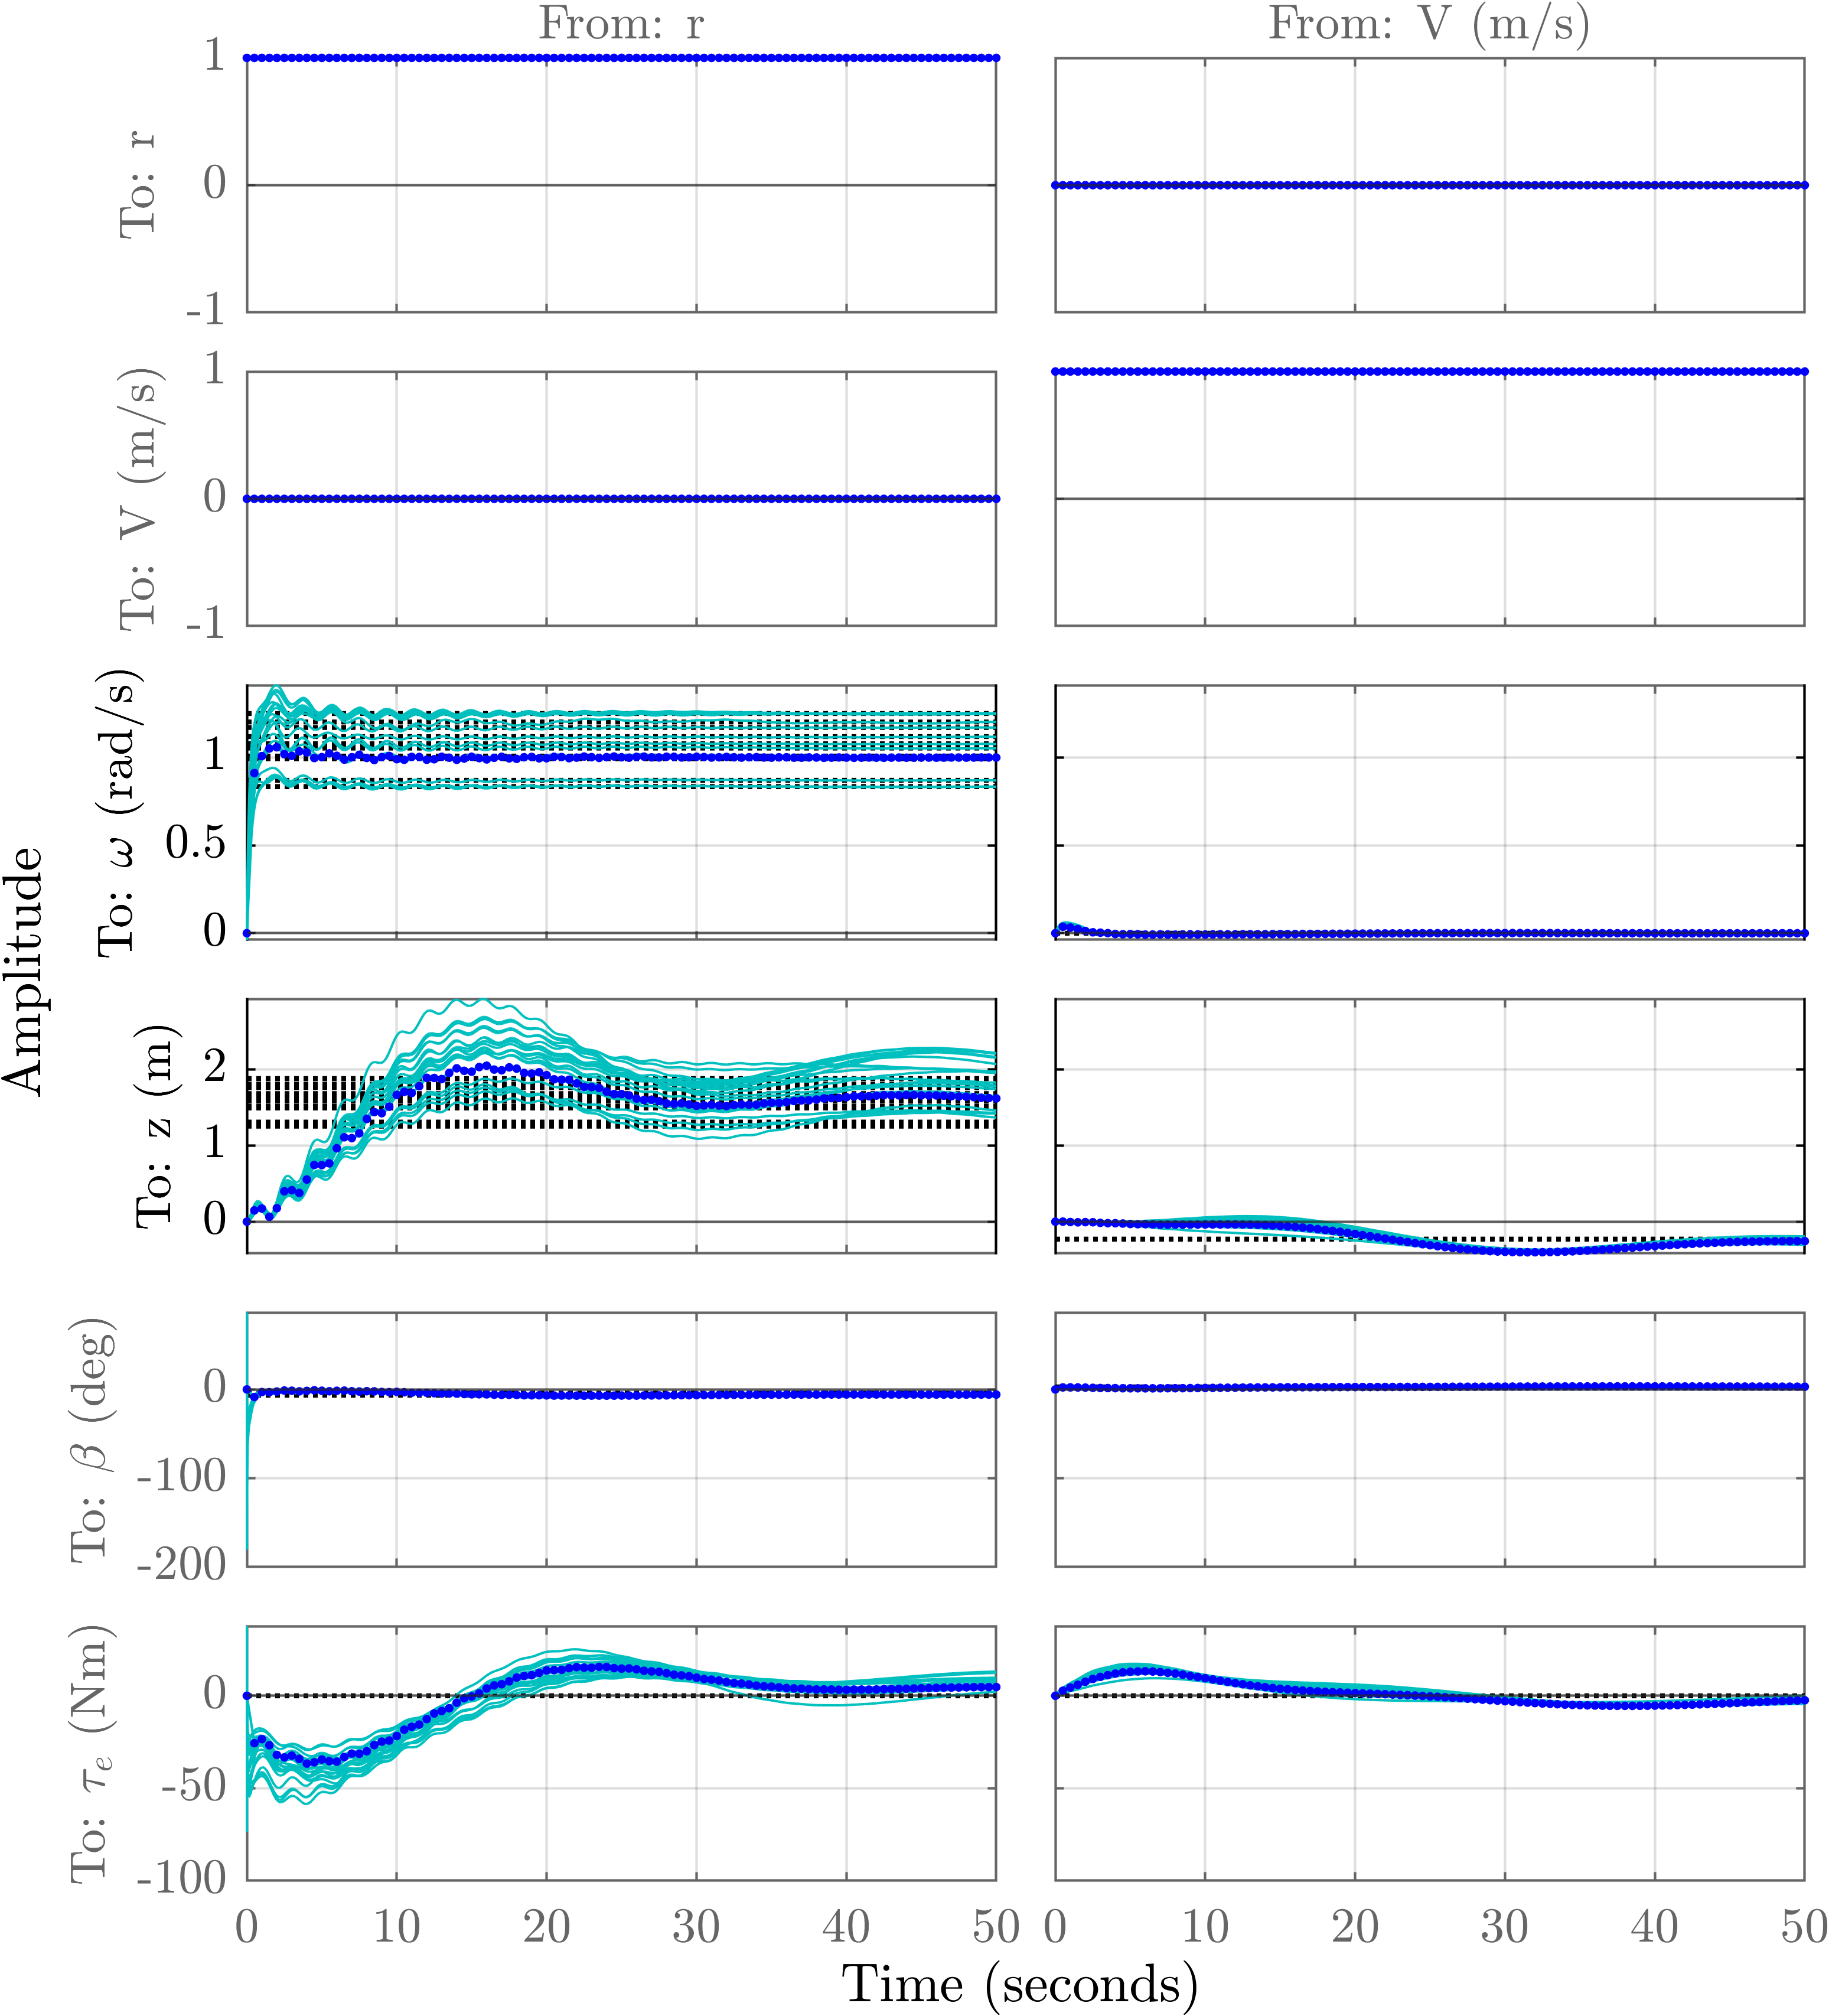 From: r
From: V (m/s)
1
0
-1
To: r
1
0
-1
To: V (m/s)
1
0.5
0
To: ω (rad/s)
Amplitude
2
1
0
To: z (m)
0
-100
-200
To: β (deg)
0
-50
-100
To: τe (Nm)
0 10 20 30 40 50
0 10 20 30 40 50
Time (seconds)